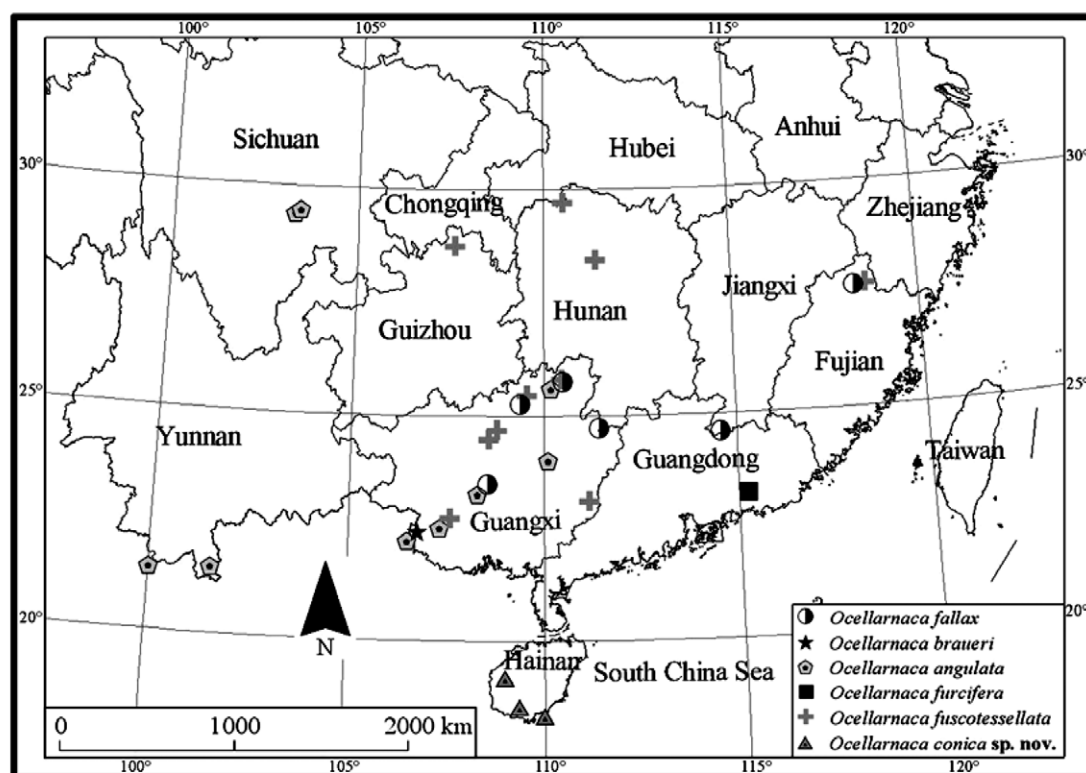 100° 105° 110° 115° 120°
Sichuan
Hubei
Anhui
30° 30°
Chongqing
Zhejiang
Jiangxi
Hunan
Guizhou
Fujian
25° 25°
Yunnan
Taiwan
Guangdong
Guangxi
20° 20°
N
Hainan
South China Sea
Ocellarnaca fallax
Ocellarnaca braueri
Ocellarnaca angulata
Ocellarnaca furcifera
Ocellarnaca fuscotessellata
Ocellarnaca conica sp. nov.
0 1000 2000 km
100° 105° 110° 115° 120°